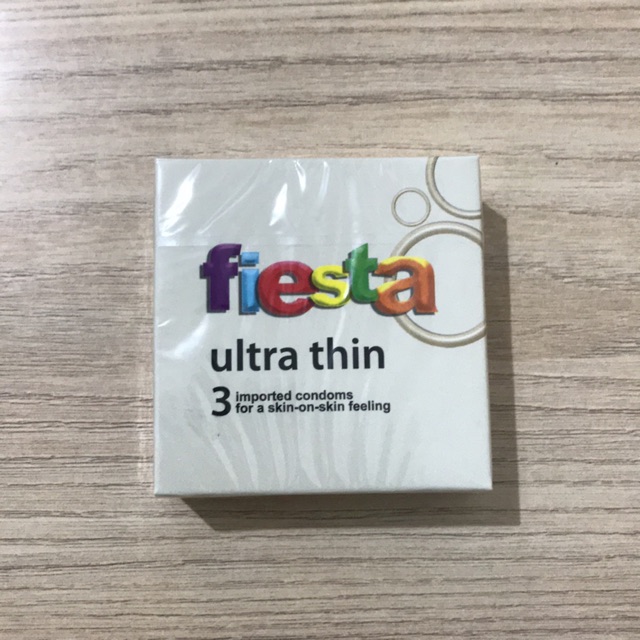 fiesta
ultra thin
3 imported condoms
for a skin-on-skin feeling